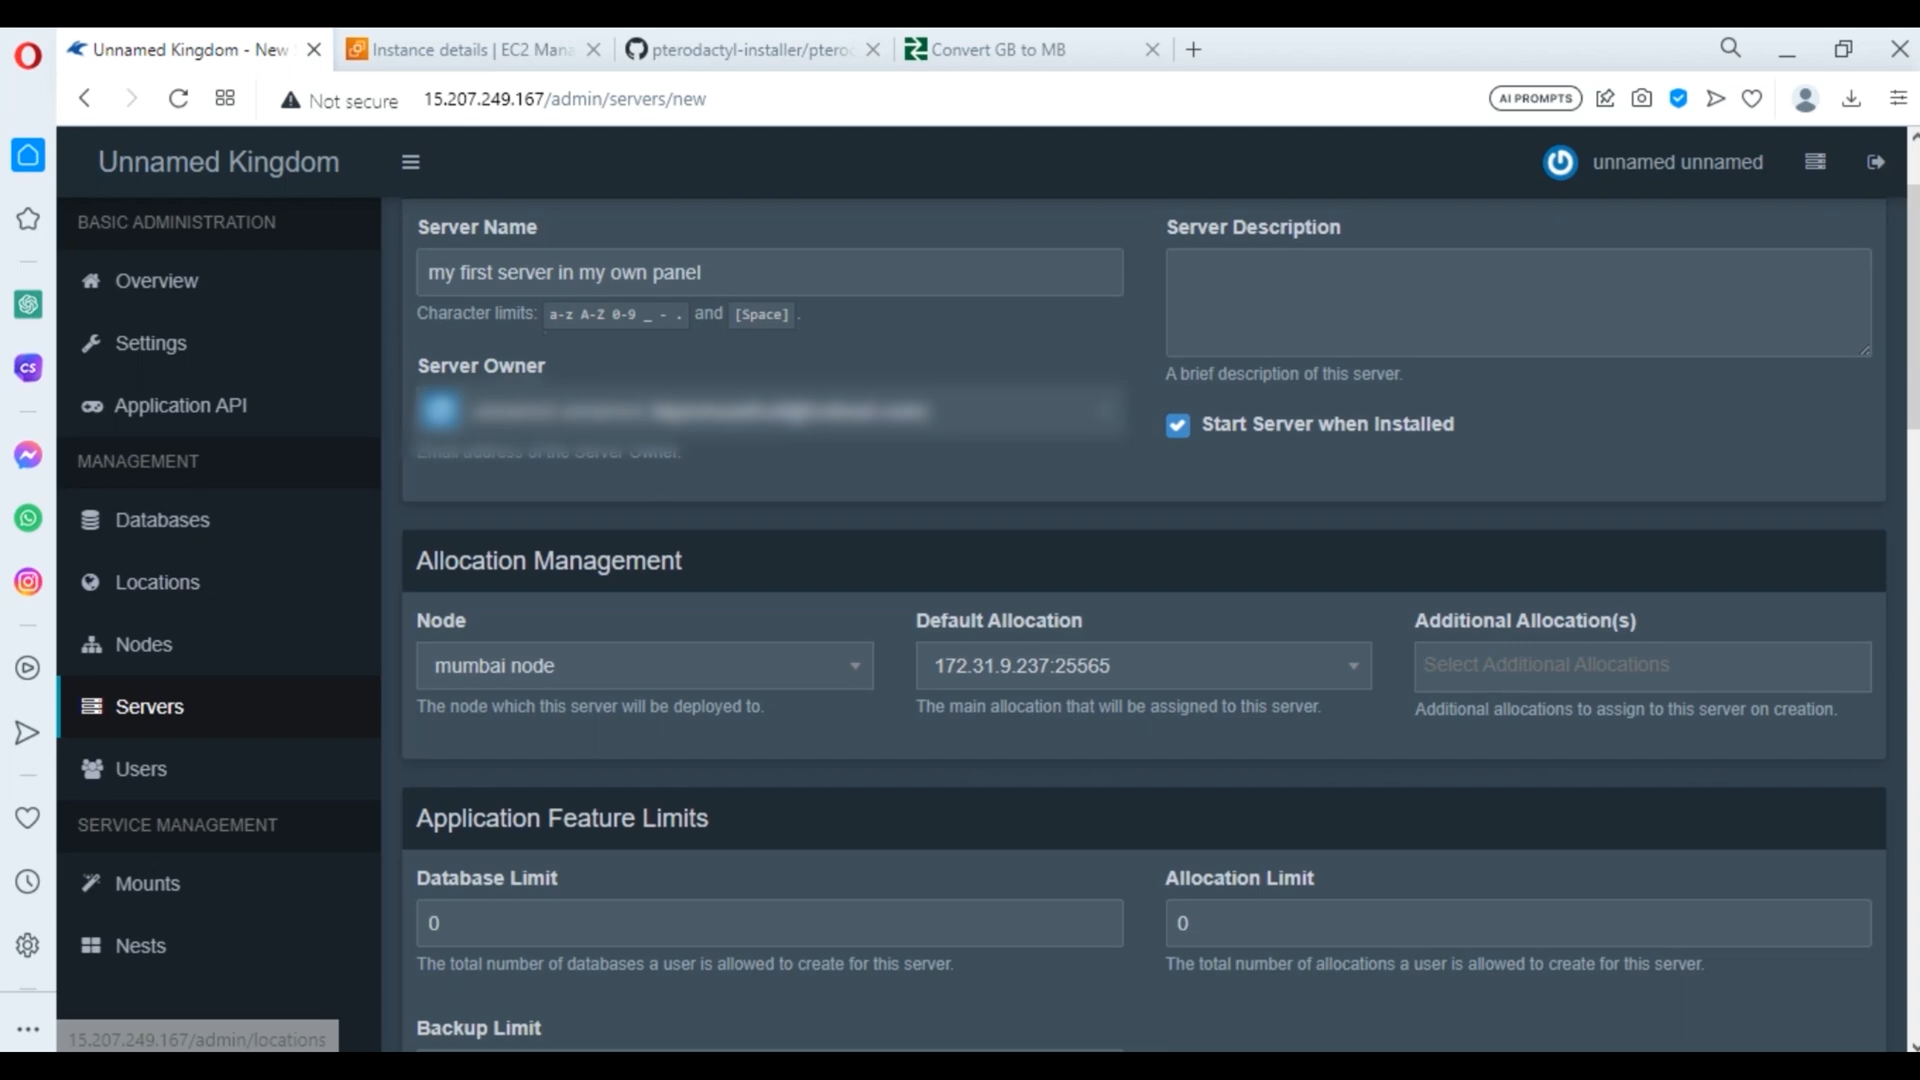 Unnamed Kingdom - New
Instance details | EC2 Mana
pterodactyl-installer/pteroc
Convert GB to MB
Not secure
15.207.249.167/admin/servers/new
AI PROMPTS
Unnamed Kingdom
unnamed unnamed
BASIC ADMINISTRATION
Overview
Settings
Application API
MANAGEMENT
Databases
Locations
Nodes
Servers
Users
SERVICE MANAGEMENT
Mounts
Nests
15.207.249.167/admin/locations
CS
Server Name
my first server in my own panel
Character limits: a-z A-Z 0-9 _ - . and [Space] .
Server Owner
Email address of the Server Owner.
Server Description
A brief description of this server.
Start Server when Installed
Allocation Management
Node
mumbai node
The node which this server will be deployed to.
Default Allocation
172.31.9.237:25565
The main allocation that will be assigned to this server.
Additional Allocation(s)
Select Additional Allocations
Additional allocations to assign to this server on creation.
Application Feature Limits
Database Limit
0
The total number of databases a user is allowed to create for this server.
Allocation Limit
0
The total number of allocations a user is allowed to create for this server.
Backup Limit